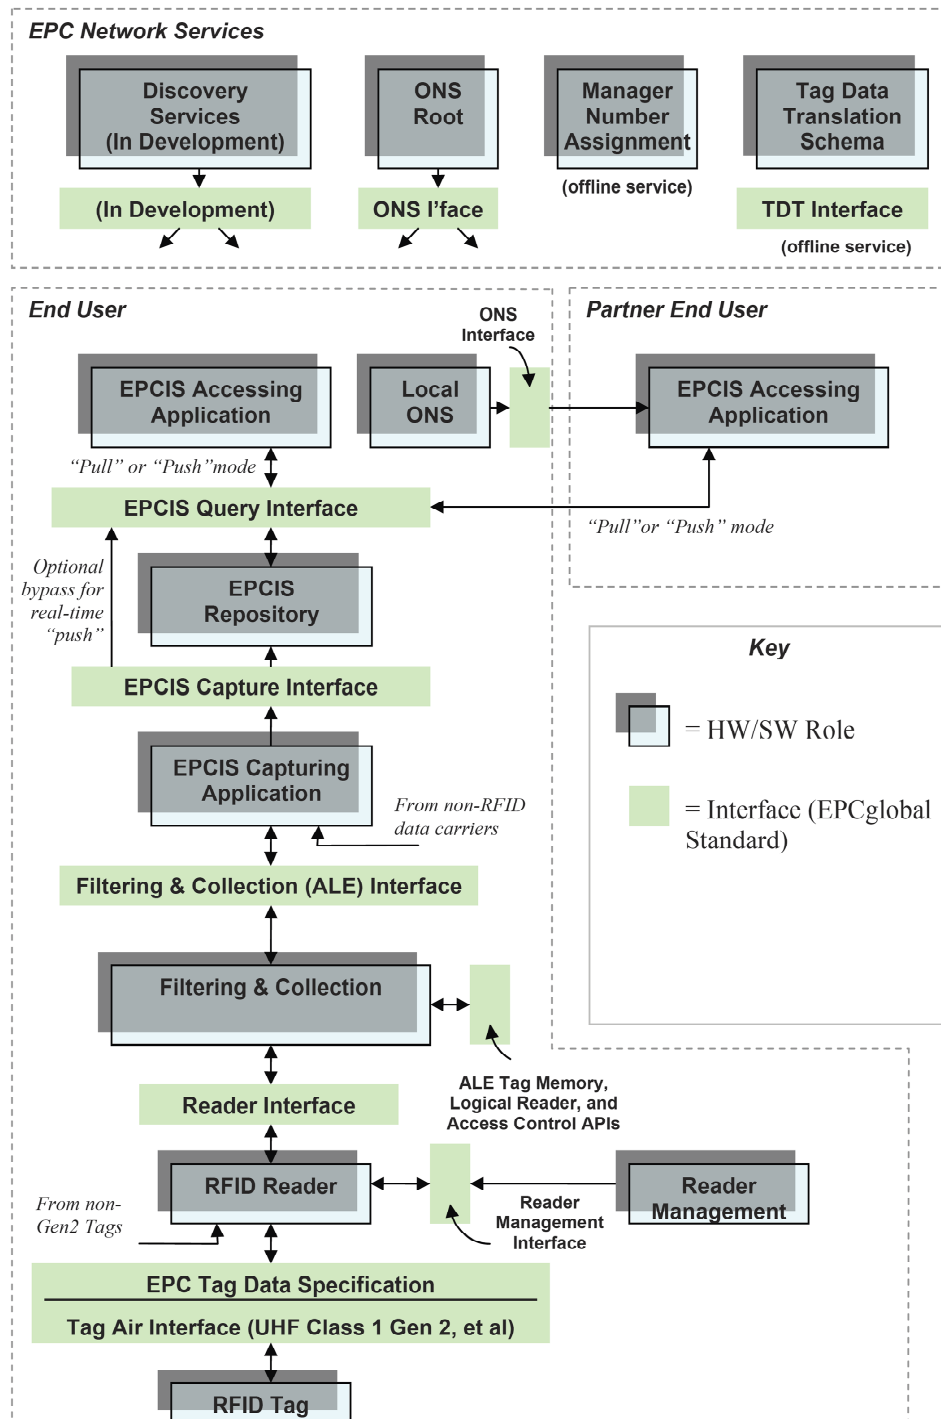 EPC Network Services
Discovery
Services
(In Development)
ONS
Root
Manager
Number
Assignment
Tag Data
Translation
Schema
(offline service)
(In Development)
ONS I’face
TDT Interface
(offline service)
End User
ONS
Interface
Partner End User
EPCIS Accessing
Application
Local
ONS
EPCIS Accessing
Application
“Pull” or “Push”mode
EPCIS Query Interface
“Pull”or “Push” mode
Optional
bypass for
real-time
“push”
EPCIS
Repository
EPCIS Capture Interface
Key
= HW/SW Role
= Interface (EPCglobal
Standard)
EPCIS Capturing
Application
From non-RFID
data carriers
Filtering & Collection (ALE) Interface
Filtering & Collection
ALE Tag Memory,
Logical Reader, and
Access Control APIs
Reader Interface
RFID Reader
From non-
Gen2 Tags
Reader
Management
Interface
Reader
Management
EPC Tag Data Specification
Tag Air Interface (UHF Class 1 Gen 2, et al)
RFID Tag